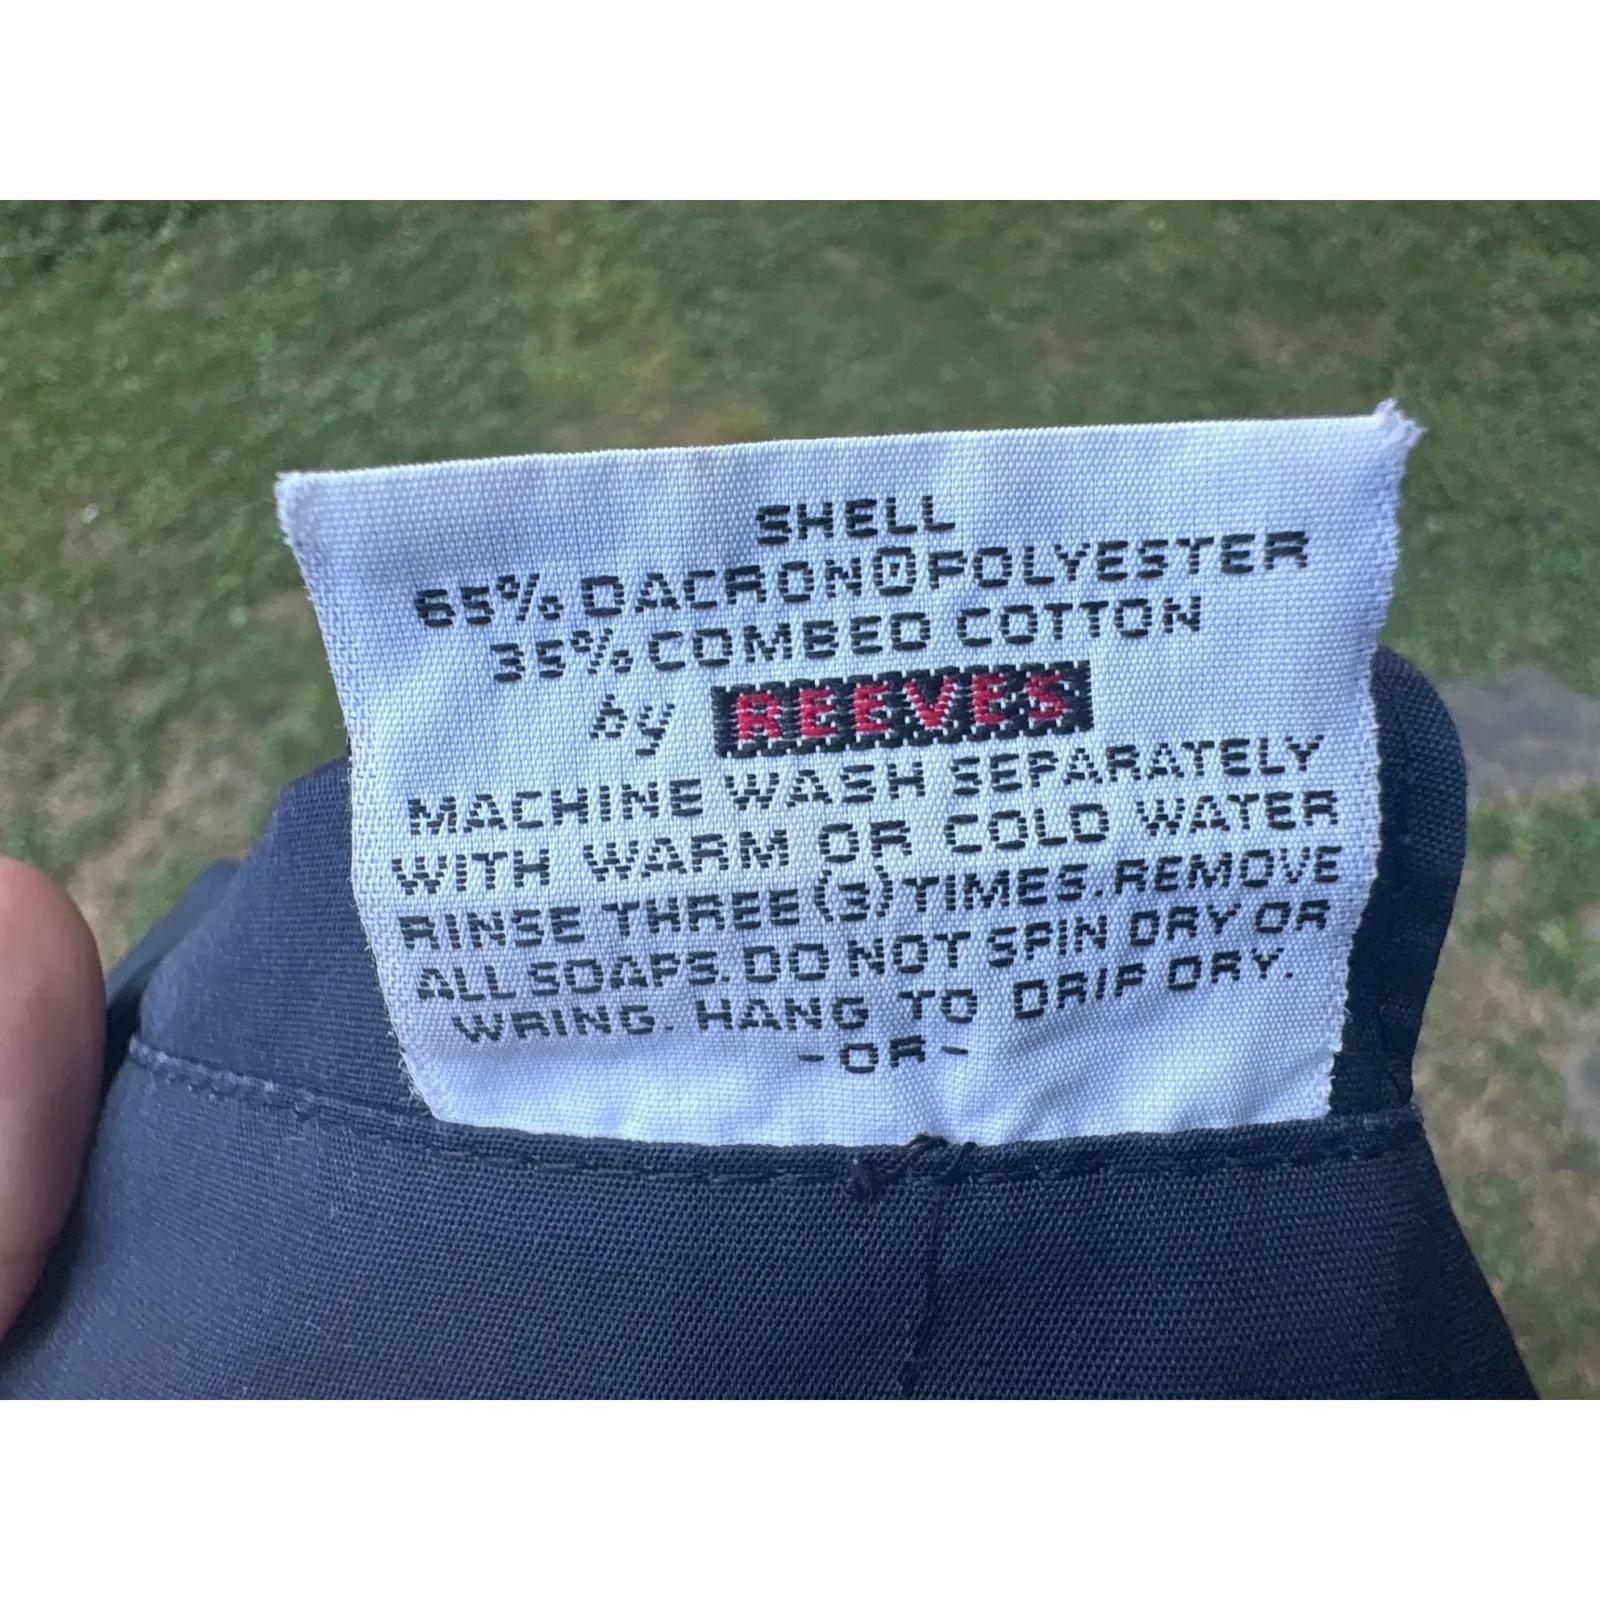 SHELL
65% DACRON® POLYESTER
35% COMBED COTTON
by REEVES
MACHINE WASH SEPARATELY
WITH WARM OR COLD WATER
RINSE THREE (3) TIMES. REMOVE
ALL SOAPS. DO NOT SPIN DRY OR
WRING. HANG TO DRIP DRY.
-OR-